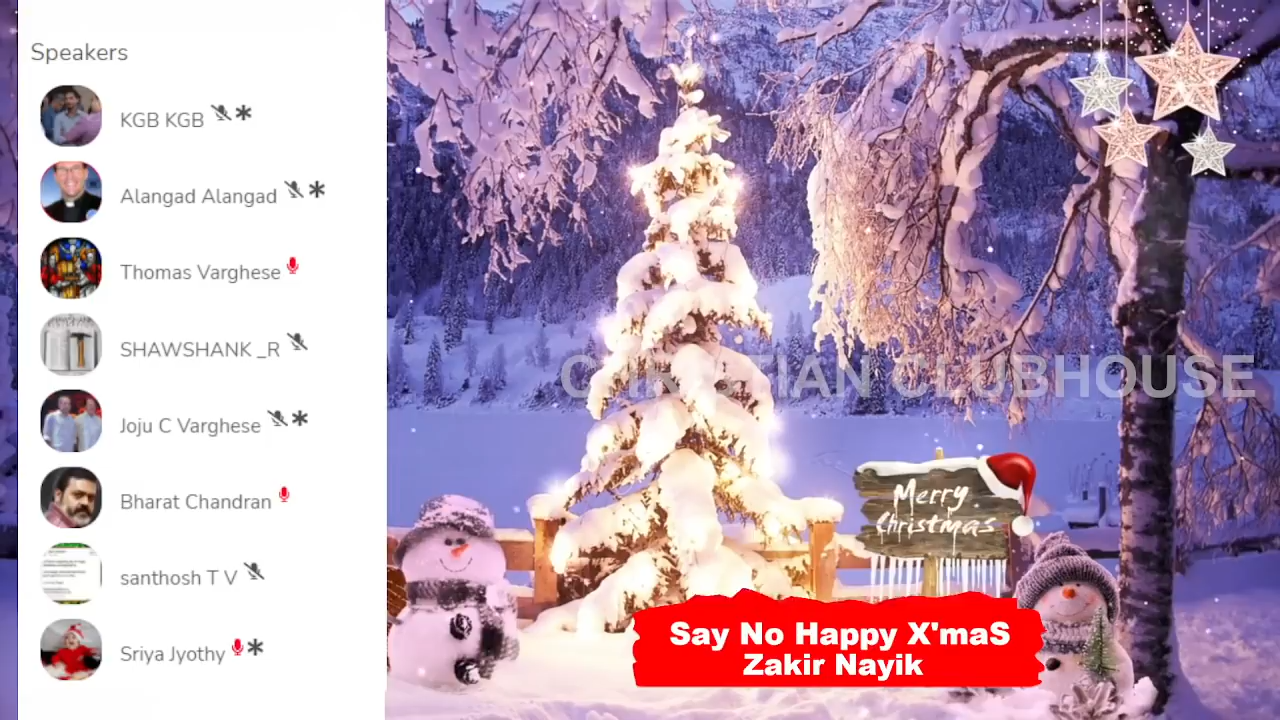 Speakers
KGB KGB
Alangad Alangad
Thomas Varghese
SHAWSHANK _R
Joju C Varghese
Bharat Chandran
santhosh T V
Sriya Jyothy
CHRISTIAN CLUBHOUSE
Merry
Christmas
Say No Happy X'maS
Zakir Nayik